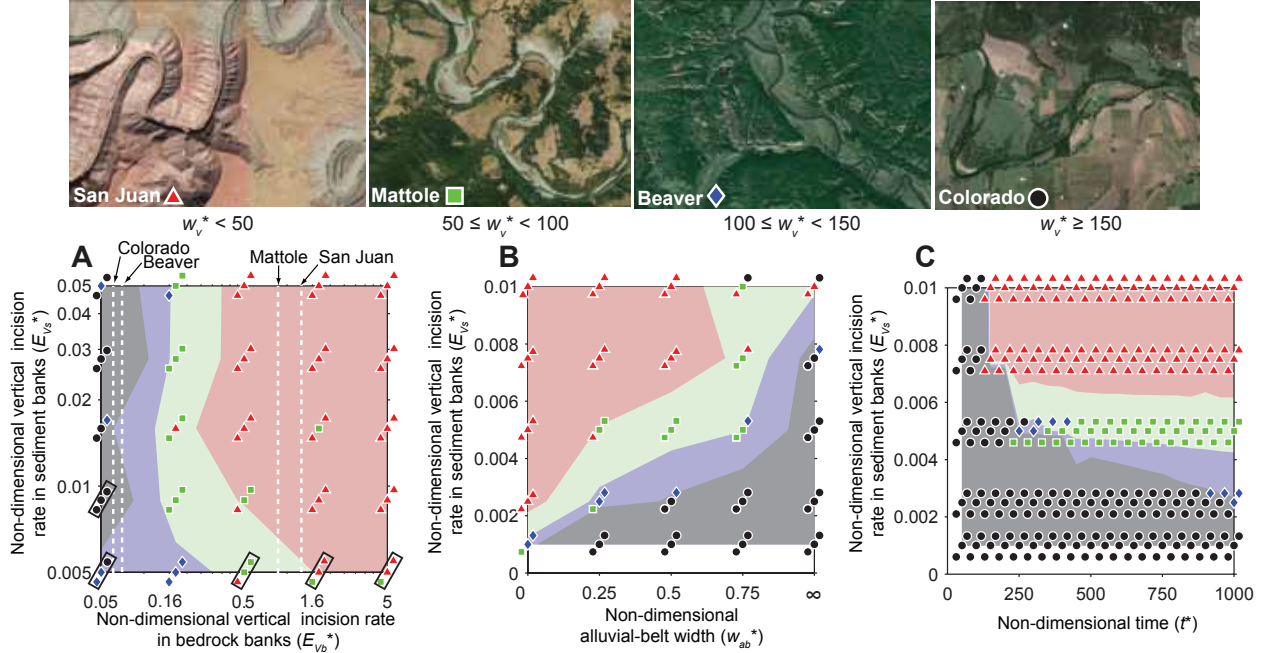 San Juan
Mattole
Beaver
Colorado
w_v* < 50
50 ≤ w_v* < 100
100 ≤ w_v* < 150
w_v* ≥ 150
A
Colorado
Beaver
Mattole
San Juan
Non-dimensional vertical incision
rate in sediment banks (E_Vs*)
0.05
0.04
0.03
0.02
0.01
0.005
0.05
0.16
0.5
1.6
5
Non-dimensional vertical incision rate
in bedrock banks (E_Vb*)
B
Non-dimensional vertical incision
rate in sediment banks (E_Vs*)
0.01
0.008
0.006
0.004
0.002
0
0
0.25
0.50
0.75
∞
Non-dimensional
alluvial-belt width (w_ab*)
C
Non-dimensional vertical incision
rate in sediment banks (E_Vs*)
0.01
0.008
0.006
0.004
0.002
0
0
250
500
750
1000
Non-dimensional time (t*)